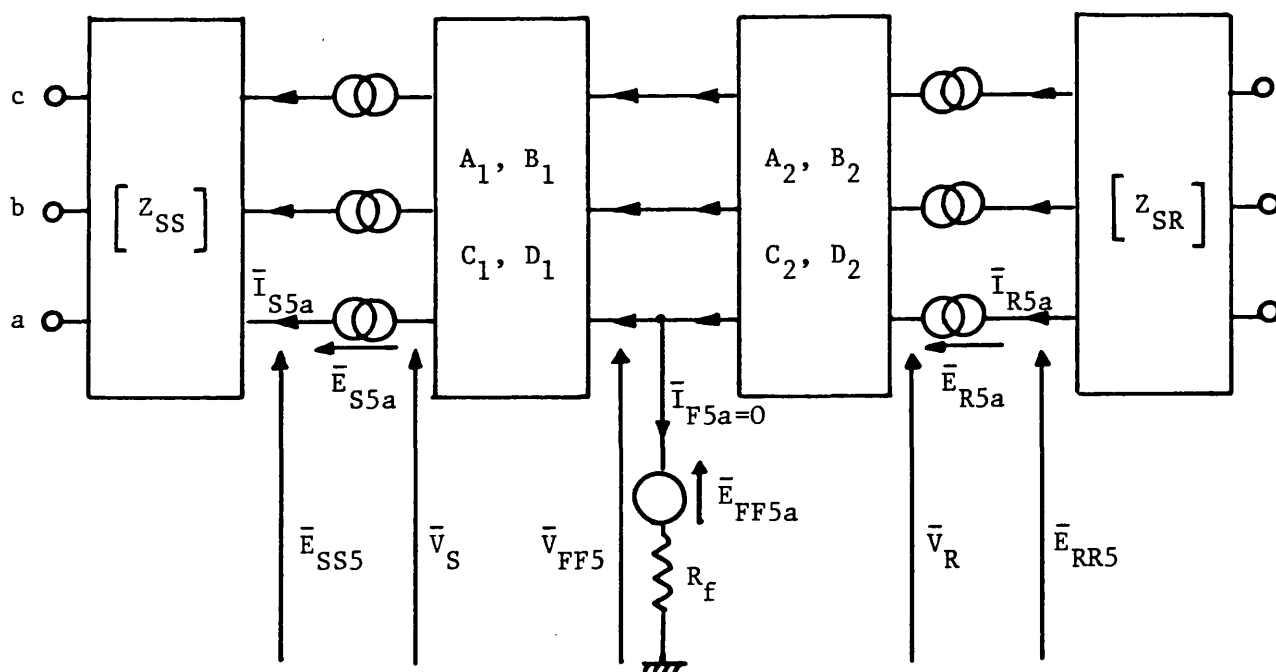 c
b
a
[Z_SS]
A_1, B_1
C_1, D_1
A_2, B_2
C_2, D_2
[Z_SR]
Ī_S5a
Ē_S5a
Ī_F5a=0
Ī_R5a
Ē_R5a
Ē_FF5a
R_f
Ē_SS5
V̄_S
V̄_FF5
V̄_R
Ē_RR5